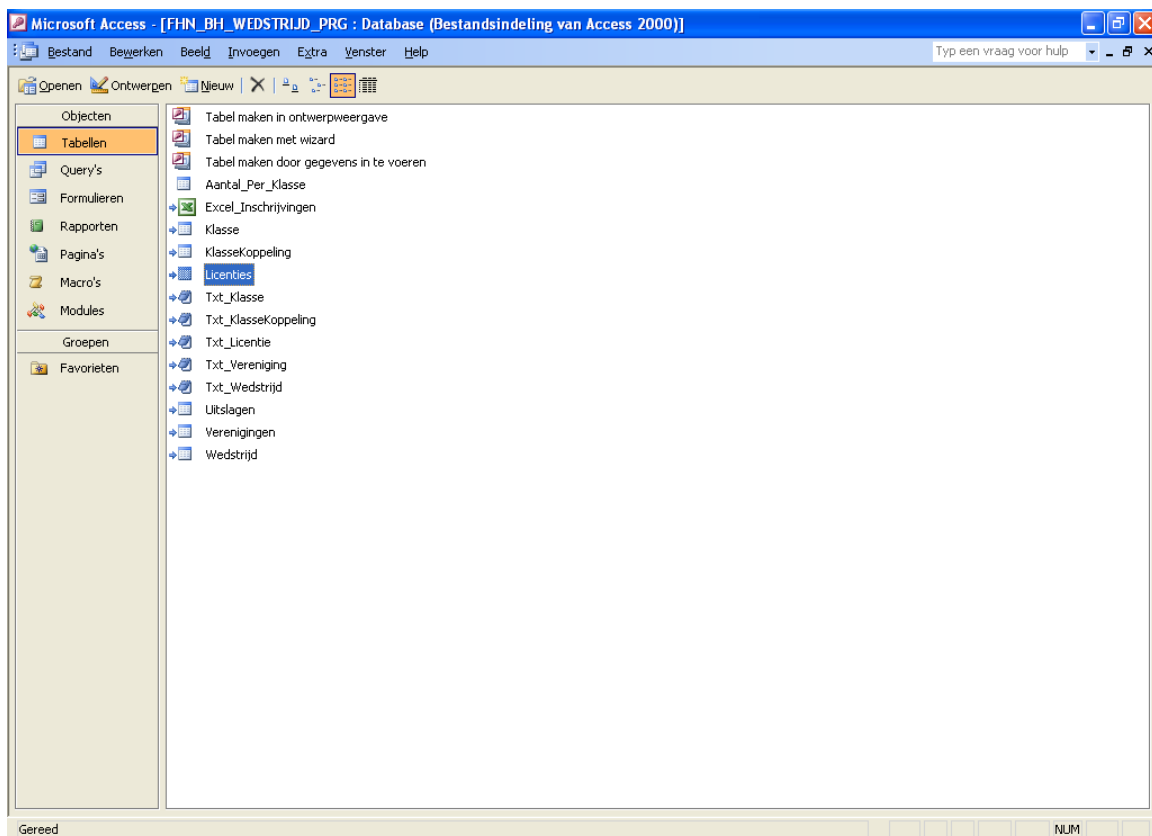 Microsoft Access - [FHN_BH_WEDSTRIJD_PRG : Database (Bestandsindeling van Access 2000)]
Bestand Bewerken Beeld Invoegen Extra Venster Help Typ een vraag voor hulp
Openen Ontwerpen Nieuw
Objecten
Tabellen
Query's
Formulieren
Rapporten
Pagina's
Macro's
Modules
Groepen
Favorieten
Tabel maken in ontwerpweergave
Tabel maken met wizard
Tabel maken door gegevens in te voeren
Aantal_Per_Klasse
Excel_Inschrijvingen
Klasse
KlasseKoppeling
Licenties
Txt_Klasse
Txt_KlasseKoppeling
Txt_Licentie
Txt_Vereniging
Txt_Wedstrijd
Uitslagen
Verenigingen
Wedstrijd
Gereed NUM